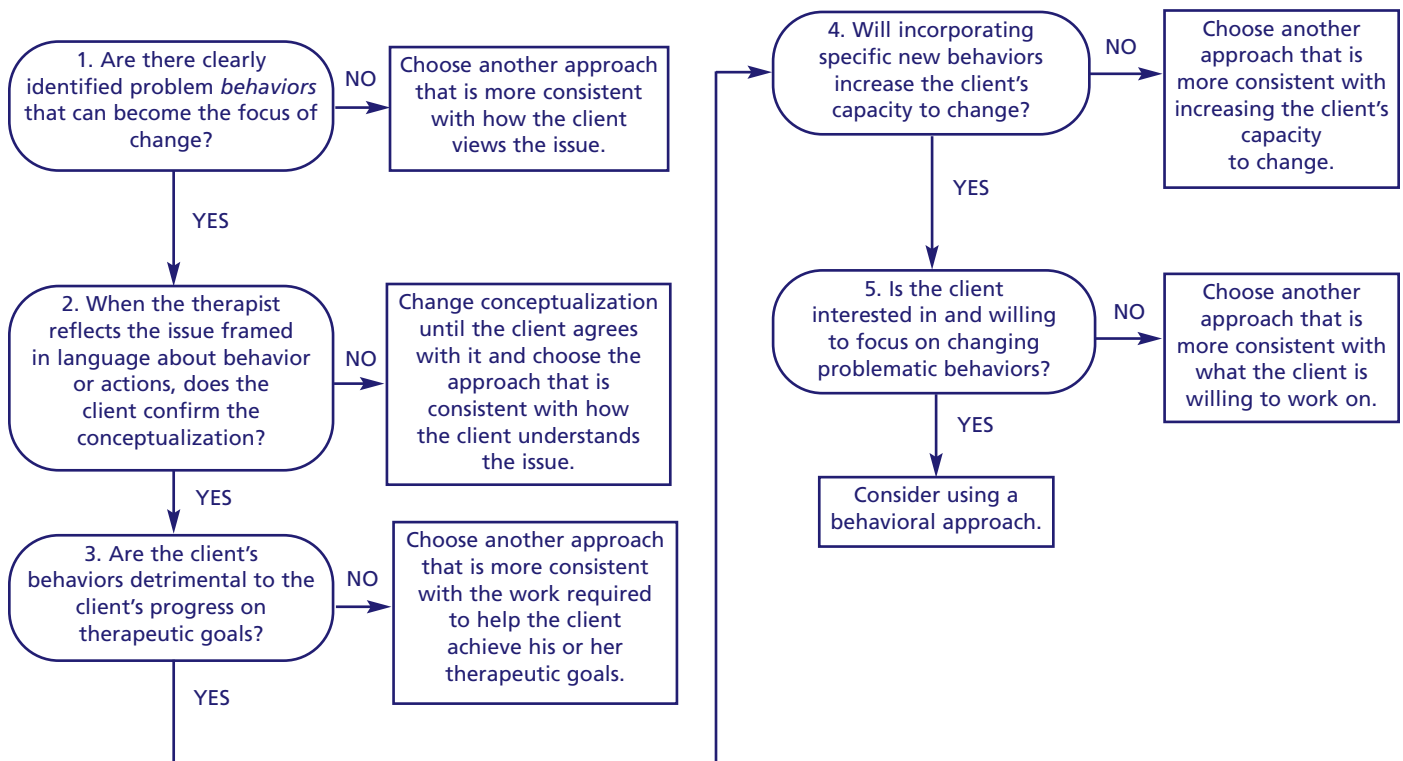 1. Are there clearly
identified problem behaviors
that can become the focus of
change?
NO
Choose another approach
that is more consistent
with how the client
views the issue.
YES
2. When the therapist
reflects the issue framed
in language about behavior
or actions, does the
client confirm the
conceptualization?
NO
Change conceptualization
until the client agrees
with it and choose the
approach that is
consistent with how
the client understands
the issue.
YES
3. Are the client’s
behaviors detrimental to the
client’s progress on
therapeutic goals?
NO
Choose another approach
that is more consistent
with the work required
to help the client
achieve his or her
therapeutic goals.
YES
4. Will incorporating
specific new behaviors
increase the client’s
capacity to change?
NO
Choose another
approach that is
more consistent with
increasing the client’s
capacity
to change.
YES
5. Is the client
interested in and willing
to focus on changing
problematic behaviors?
NO
Choose another
approach that is
more consistent with
what the client is
willing to work on.
YES
Consider using a
behavioral approach.